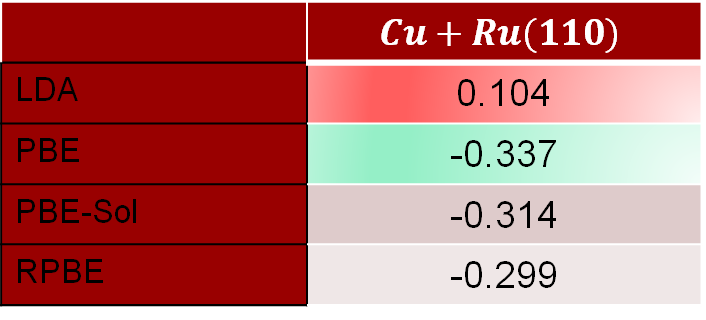 Cu + Ru(110)
LDA 0.104
PBE -0.337
PBE-Sol -0.314
RPBE -0.299